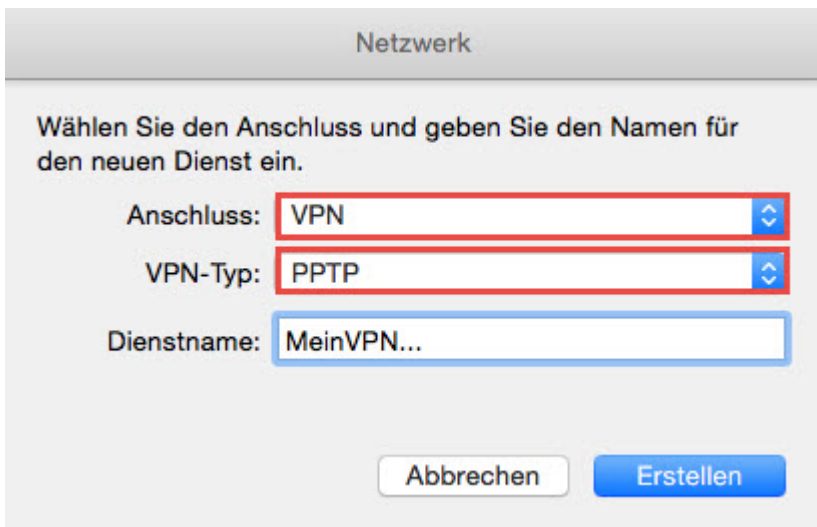 Netzwerk
Wählen Sie den Anschluss und geben Sie den Namen für
den neuen Dienst ein.
Anschluss: VPN
VPN-Typ: PPTP
Dienstname: MeinVPN...
Abbrechen Erstellen